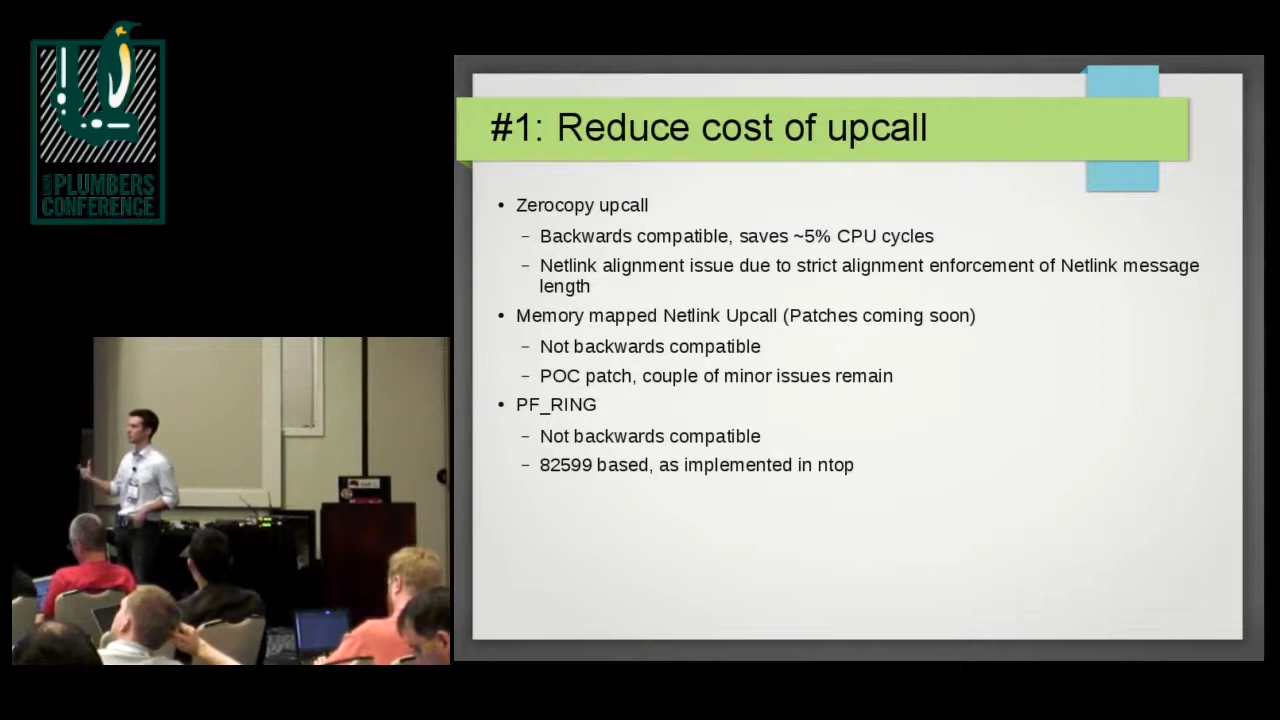 PLUMBERS
CONFERENCE
#1: Reduce cost of upcall
• Zerocopy upcall
– Backwards compatible, saves ~5% CPU cycles
– Netlink alignment issue due to strict alignment enforcement of Netlink message
length
• Memory mapped Netlink Upcall (Patches coming soon)
– Not backwards compatible
– POC patch, couple of minor issues remain
• PF_RING
– Not backwards compatible
– 82599 based, as implemented in ntop